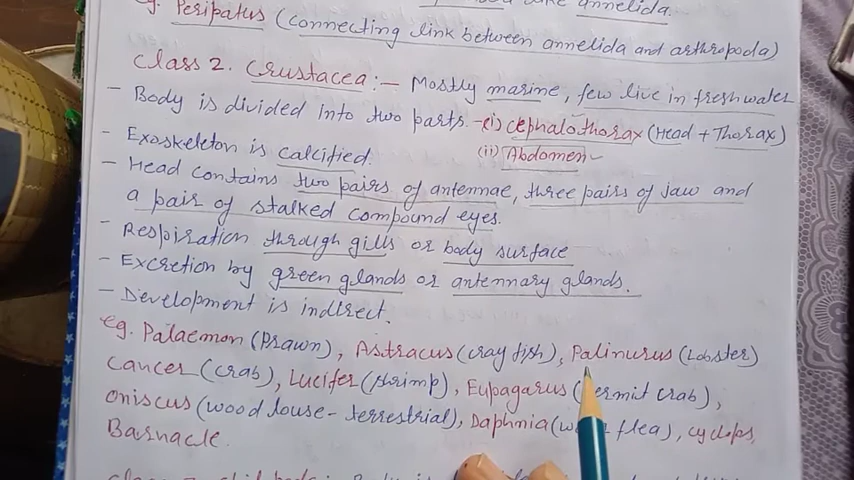 annelida.
eg. Peripatus (connecting link between annelida and arthropoda)
Class 2. Crustacea:- Mostly marine, few live in freshwater
- Body is divided into two parts - (i) cephalothorax (Head + Thorax)
(ii) Abdomen
- Exoskeleton is calcified.
- Head contains two pairs of antennae, three pairs of jaw and
a pair of stalked compound eyes.
- Respiration through gills or body surface
- Excretion by green glands or antennary glands.
- Development is indirect.
eg. Palaemon (Prawn), Astracus (cray fish), Palinurus (Lobster)
Cancer (crab), Lucifer (shrimp), Eupagarus (hermit crab),
Oniscus (wood louse - terrestrial), Daphnia (water flea), cyclops,
Barnacle.